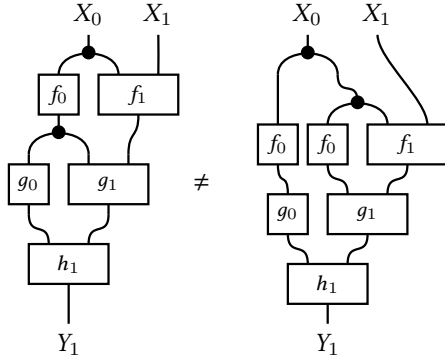 X₀ X₁ X₀ X₁
f₀ f₁
f₀ f₀ f₁
g₀ g₁ ≠ g₀ g₁
h₁ h₁
Y₁ Y₁